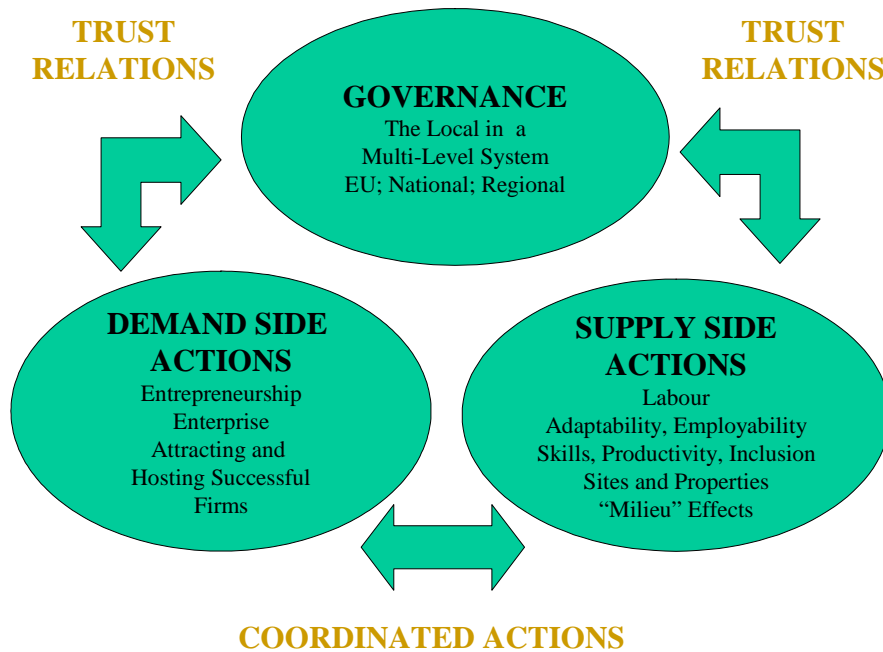 TRUST
RELATIONS
TRUST
RELATIONS
GOVERNANCE
The Local in a
Multi-Level System
EU; National; Regional
DEMAND SIDE
ACTIONS
Entrepreneurship
Enterprise
Attracting and
Hosting Successful
Firms
SUPPLY SIDE
ACTIONS
Labour
Adaptability, Employability
Skills, Productivity, Inclusion
Sites and Properties
“Milieu” Effects
COORDINATED ACTIONS